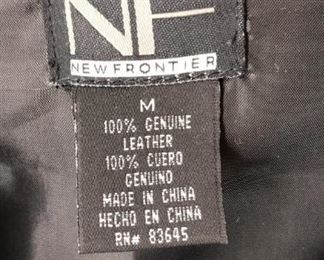 NF
NEWFRONTIER
M
100% GENUINE
LEATHER
100% CUERO
GENUINO
MADE IN CHINA
HECHO EN CHINA
RN# 83645